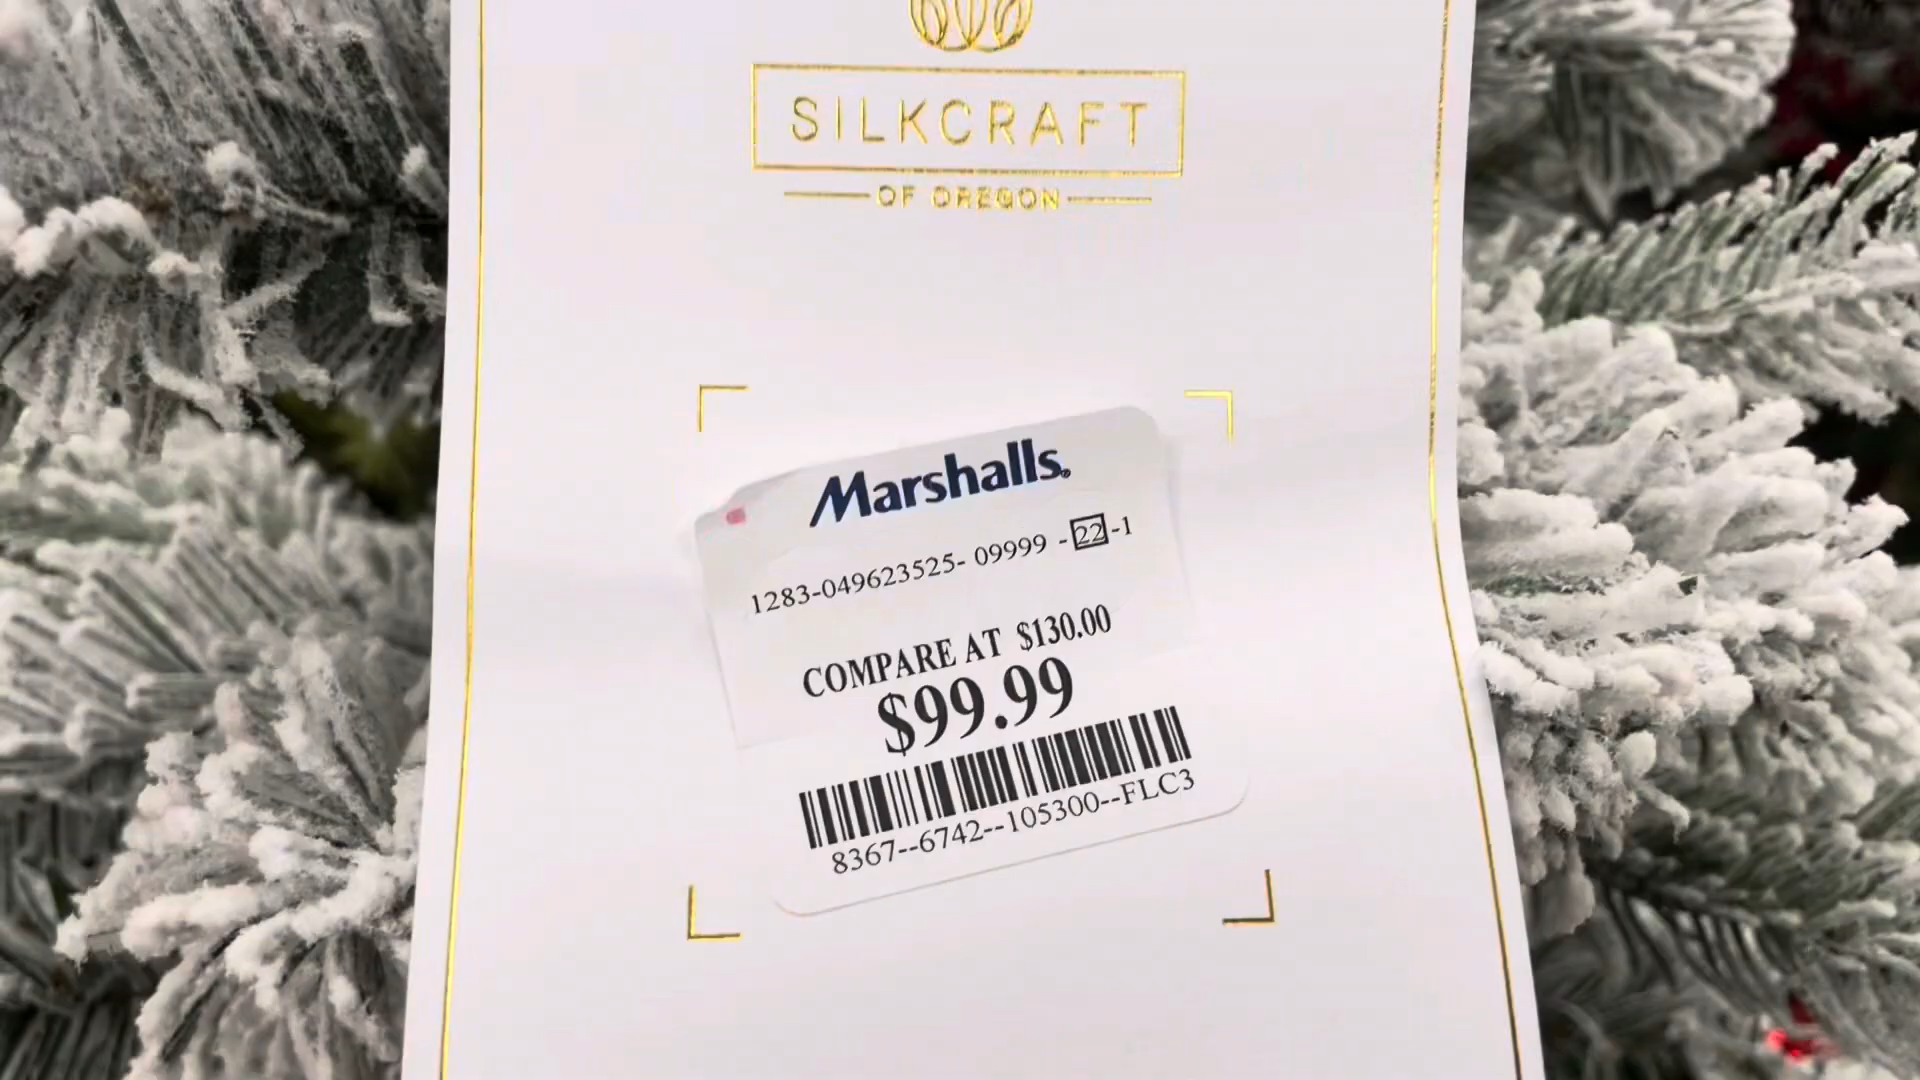 SILKCRAFT
OF OREGON
Marshalls®
1283-049623525- 09999 -22-1
COMPARE AT $130.00
$99.99
8367--6742--105300--FLC3